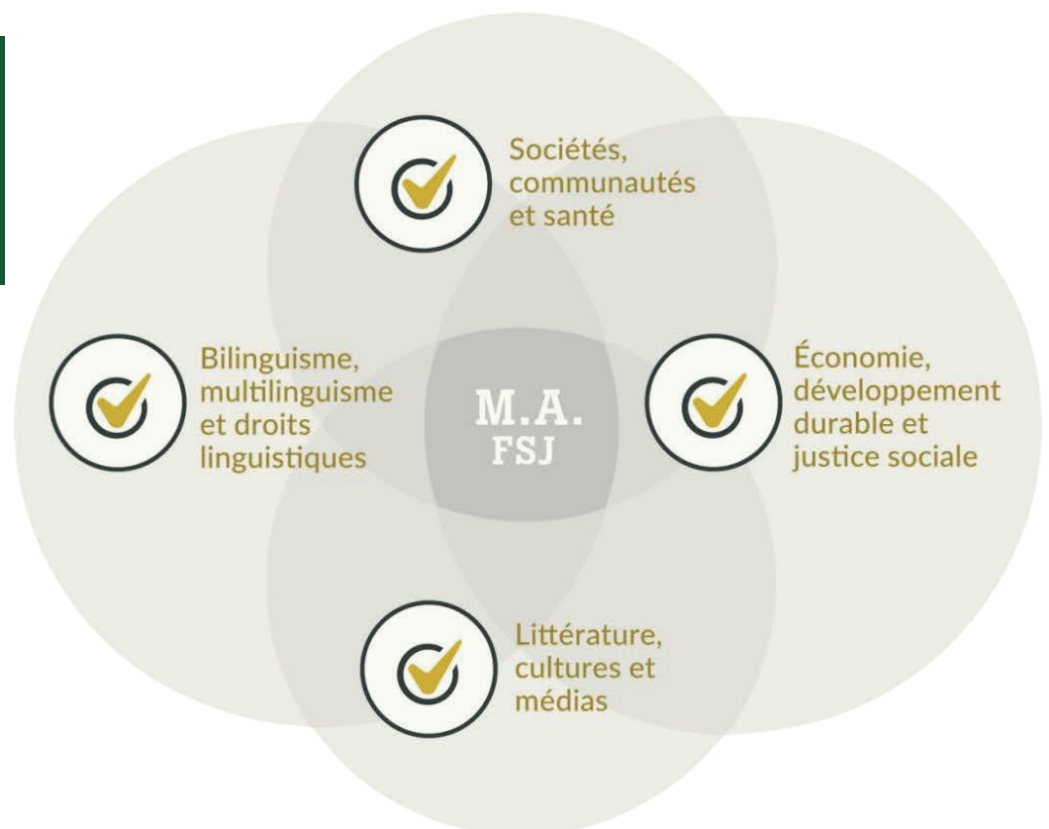 Sociétés,
communautés
et santé
Bilinguisme,
multilinguisme
et droits
linguistiques
M.A.
FSJ
Économie,
développement
durable et
justice sociale
Littérature,
cultures et
médias